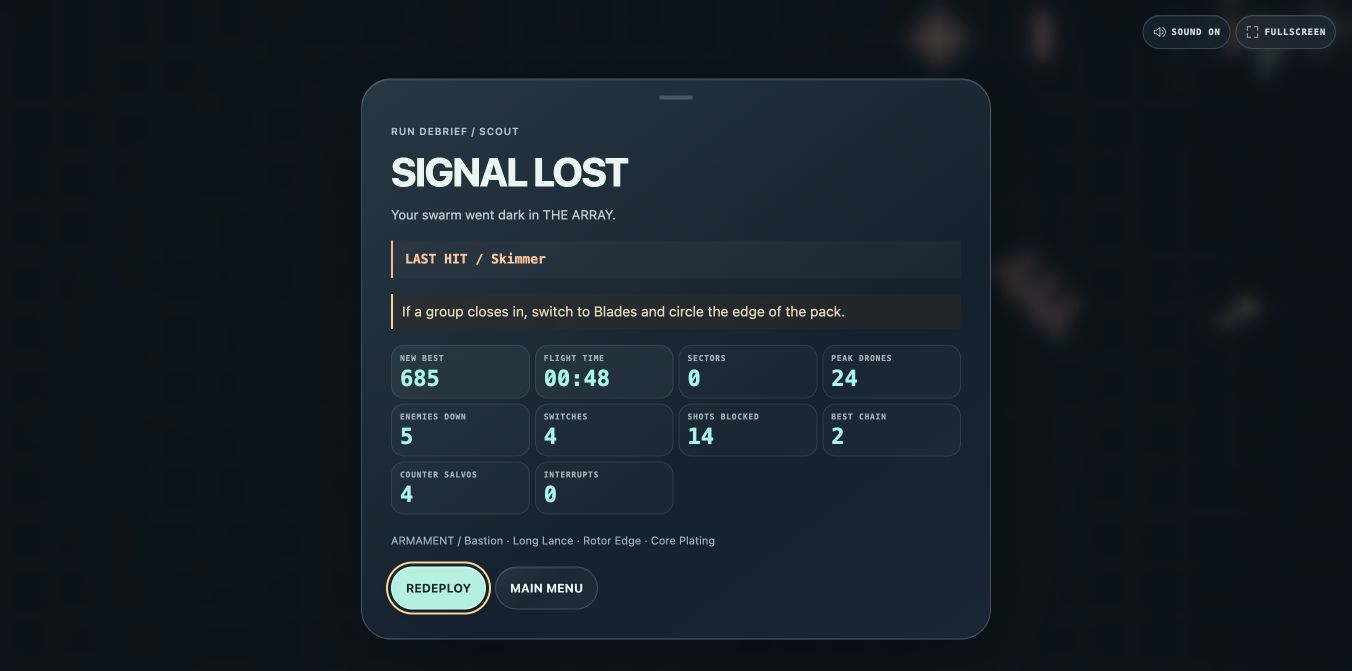 SOUND ON
FULLSCREEN
RUN DEBRIEF / SCOUT
SIGNAL LOST
Your swarm went dark in THE ARRAY.
LAST HIT / Skimmer
If a group closes in, switch to Blades and circle the edge of the pack.
NEW BEST
685
FLIGHT TIME
00:48
SECTORS
0
PEAK DRONES
24
ENEMIES DOWN
5
SWITCHES
4
SHOTS BLOCKED
14
BEST CHAIN
2
COUNTER SALVOS
4
INTERRUPTS
0
ARMAMENT / Bastion · Long Lance · Rotor Edge · Core Plating
REDEPLOY
MAIN MENU